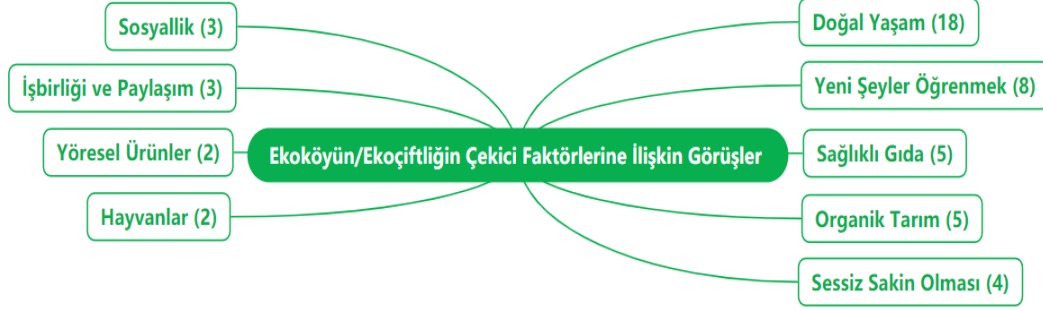 Sosyallik (3)
İşbirliği ve Paylaşım (3)
Yöresel Ürünler (2)
Hayvanlar (2)
Ekoköyün/Ekoçiftliğin Çekici Faktörlerine İlişkin Görüşler
Doğal Yaşam (18)
Yeni Şeyler Öğrenmek (8)
Sağlıklı Gıda (5)
Organik Tarım (5)
Sessiz Sakin Olması (4)